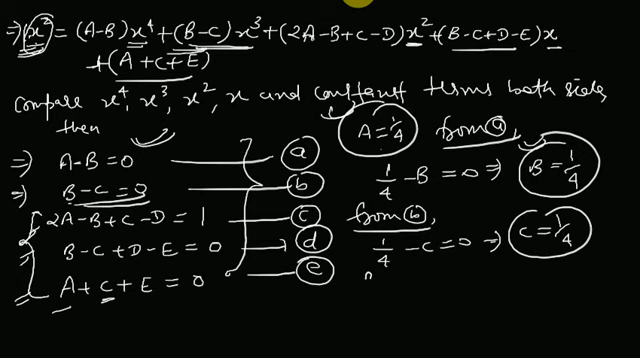 ⇒ x² = (A-B)x⁴ + (B-C)x³ + (2A-B+C-D)x² + (B-C+D-E)x
+ (A+C+E)
Compare x⁴, x³, x², x and constant terms both sides
then
⇒ A-B=0 — (a)
⇒ B-C=0 — (b)
2A-B+C-D = 1 — (c)
B-C+D-E=0 → (d)
A+C+E=0 — (e)
A=1/4
from (a),
1/4 -B=0 ⇒ B=1/4
from (b),
1/4 -C=0 ⇒ C=1/4